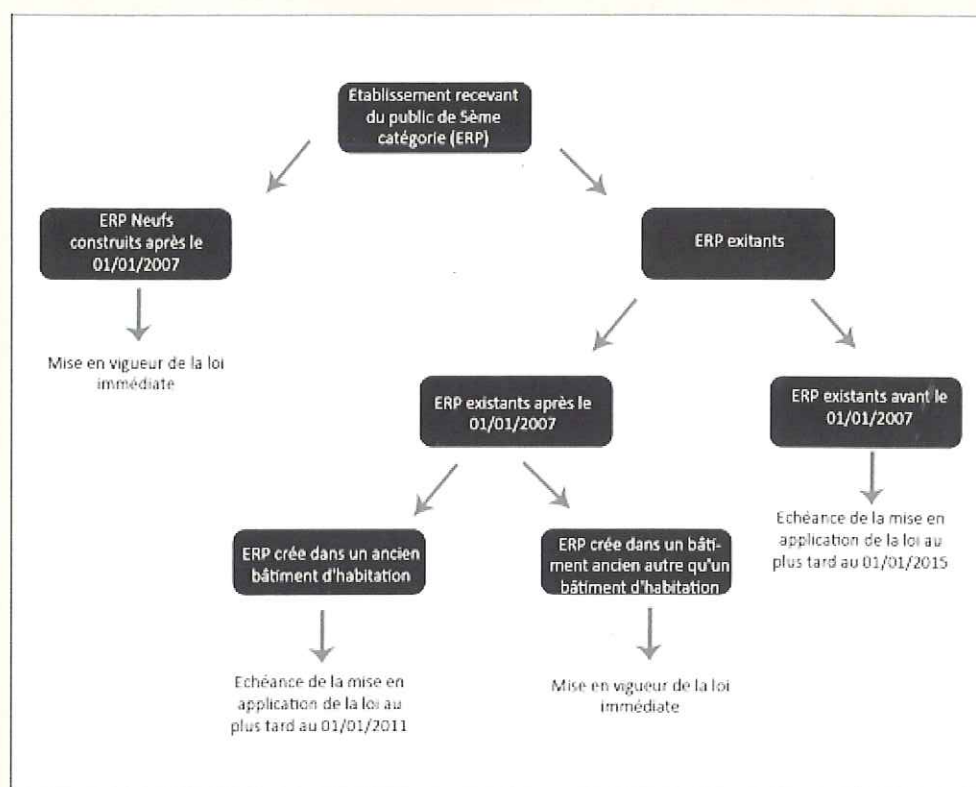 Etablissement recevant
du public de 5ème
catégorie (ERP)
ERP Neufs
construits après le
01/01/2007
ERP exitants
Mise en vigueur de la loi
immédiate
ERP existants après le
01/01/2007
ERP existants avant le
01/01/2007
ERP crée dans un ancien
bâtiment d'habitation
ERP crée dans un bâti-
ment ancien autre qu'un
bâtiment d'habitation
Echéance de la mise en
application de la loi au
plus tard au 01/01/2015
Echéance de la mise en
application de la loi au
plus tard au 01/01/2011
Mise en vigueur de la loi
immédiate